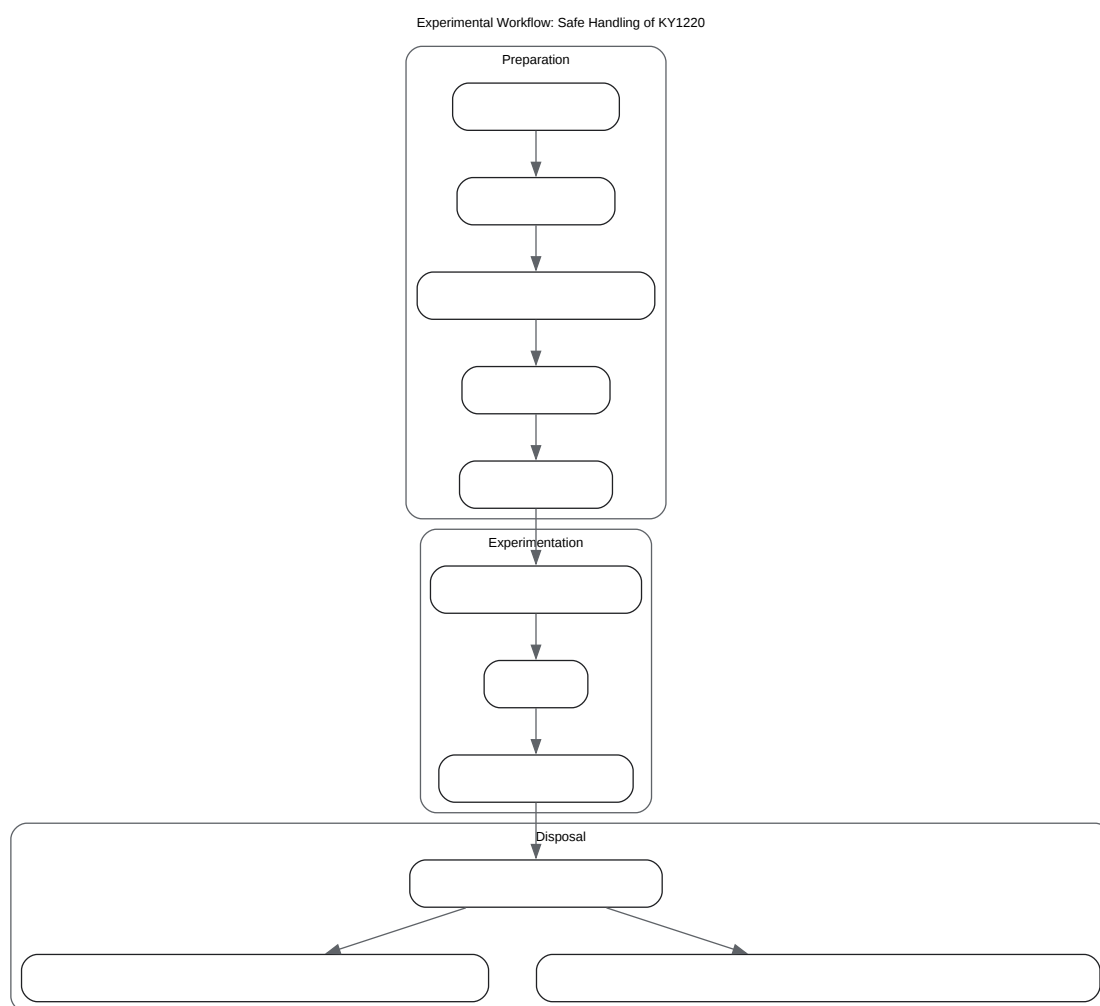 Experimental Workflow: Safe Handling of KY1220
Preparation
Experimentation
Disposal